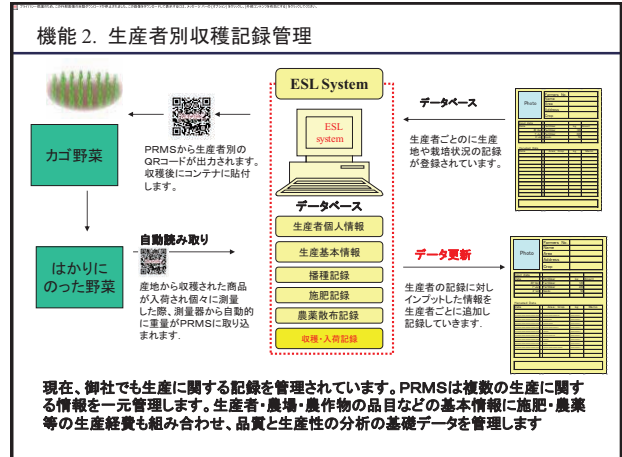 機能 2. 生産者別収穫記録管理
ESL System
ESL
system
データベース
生産者個人情報
生産基本情報
播種記録
施肥記録
農薬散布記録
収穫・入荷記録
カゴ野菜
PRMSから生産者別の
QRコードが出力されます。
収穫後にコンテナに貼付
します。
はかりに
のった野菜
自動読み取り
産地から収穫された商品
が入荷され個々に測量
した際、測量器から自動的
に重量がPRMSに取り込
まれます.
データベース
生産者ごとのに生産
地や栽培状況の記録
が登録されています。
Photo
Farmers No.
Name
Area
Address
Crop
データ更新
生産者の記録に対し
インプットした情報を
生産者ごとに追加し
記録していきます.
Photo
Farmers No.
Name
Area
Address
Crop
現在、御社でも生産に関する記録を管理されています。PRMSは複数の生産に関す
る情報を一元管理します。生産者・農場・農作物の品目などの基本情報に施肥・農薬
等の生産経費も組み合わせ、品質と生産性の分析の基礎データを管理します